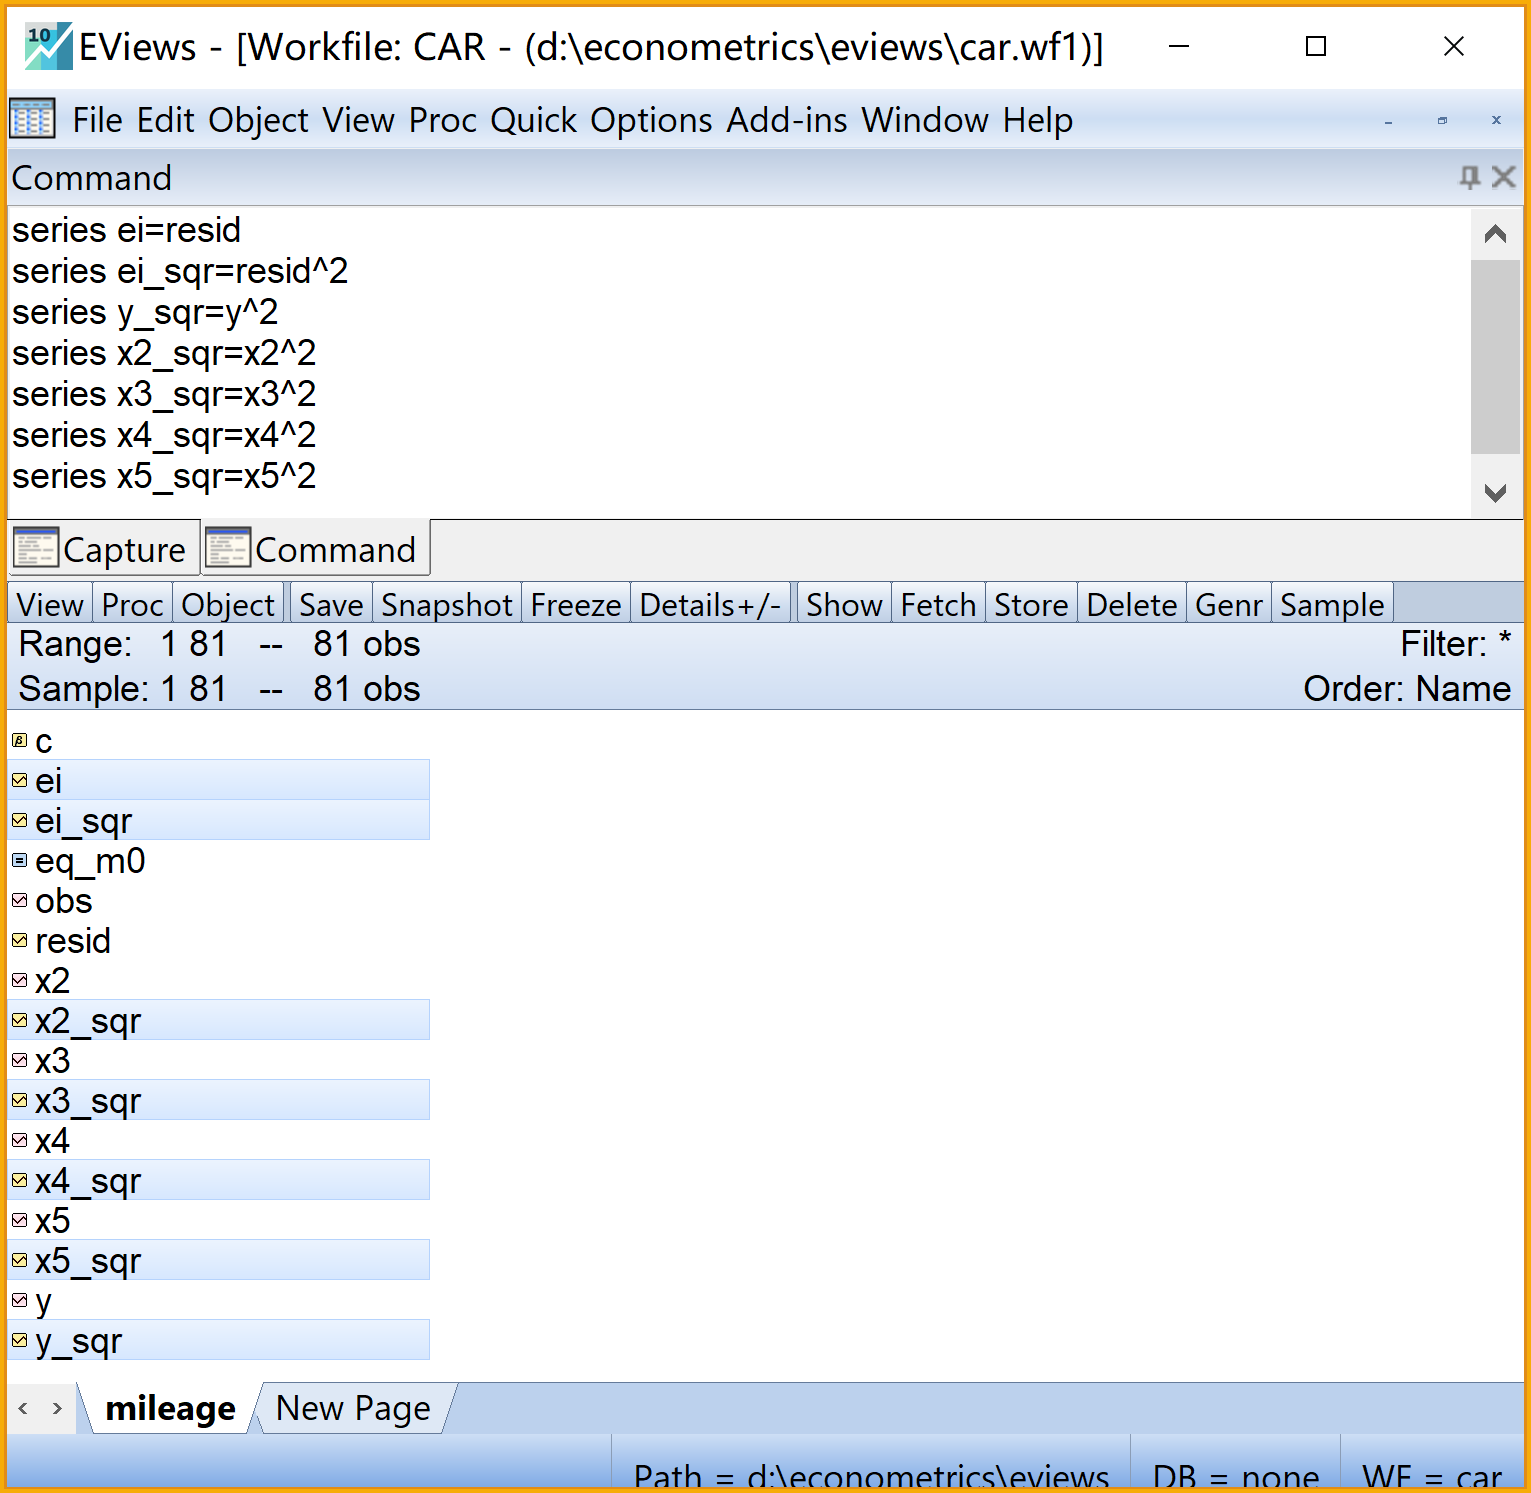 10 EViews - [Workfile: CAR - (d:\econometrics\eviews\car.wf1)]
File Edit Object View Proc Quick Options Add-ins Window Help
Command
series ei=resid
series ei_sqr=resid^2
series y_sqr=y^2
series x2_sqr=x2^2
series x3_sqr=x3^2
series x4_sqr=x4^2
series x5_sqr=x5^2
Capture Command
View Proc Object Save Snapshot Freeze Details+/- Show Fetch Store Delete Genr Sample
Range: 1 81 -- 81 obs Filter: *
Sample: 1 81 -- 81 obs Order: Name
β c
ei
ei_sqr
= eq_m0
obs
resid
x2
x2_sqr
x3
x3_sqr
x4
x4_sqr
x5
x5_sqr
y
y_sqr
mileage New Page
Path = d:\econometrics\eviews DB = none WF = car